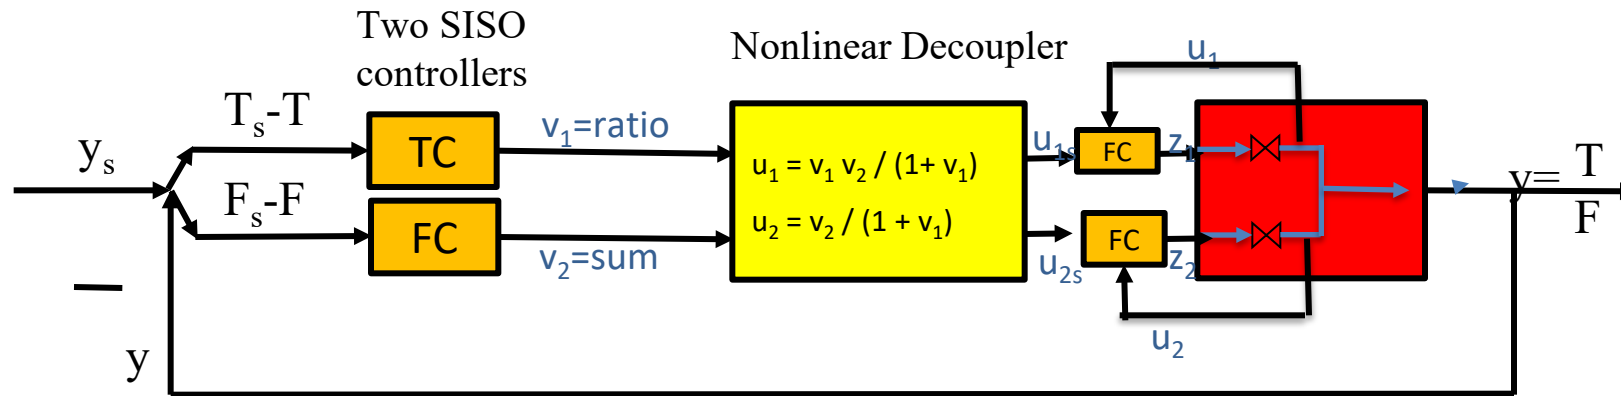 Two SISO
controllers
Nonlinear Decoupler
u₁
Tₛ-T
yₛ
TC
v₁=ratio
u₁ = v₁ v₂ / (1+ v₁)
u₁ₛ
FC
z₁
y= T
F
Fₛ-F
FC
v₂=sum
u₂ = v₂ / (1 + v₁)
u₂ₛ
FC
z₂
—
y
u₂